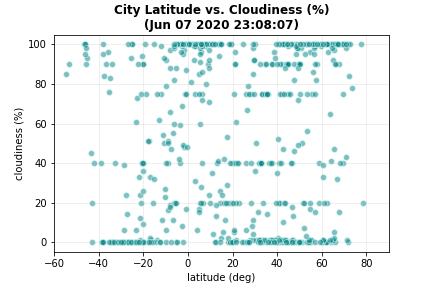 City Latitude vs. Cloudiness (%)
(Jun 07 2020 23:08:07)
100
80
60
40
20
0
cloudiness (%)
−60 −40 −20 0 20 40 60 80
latitude (deg)